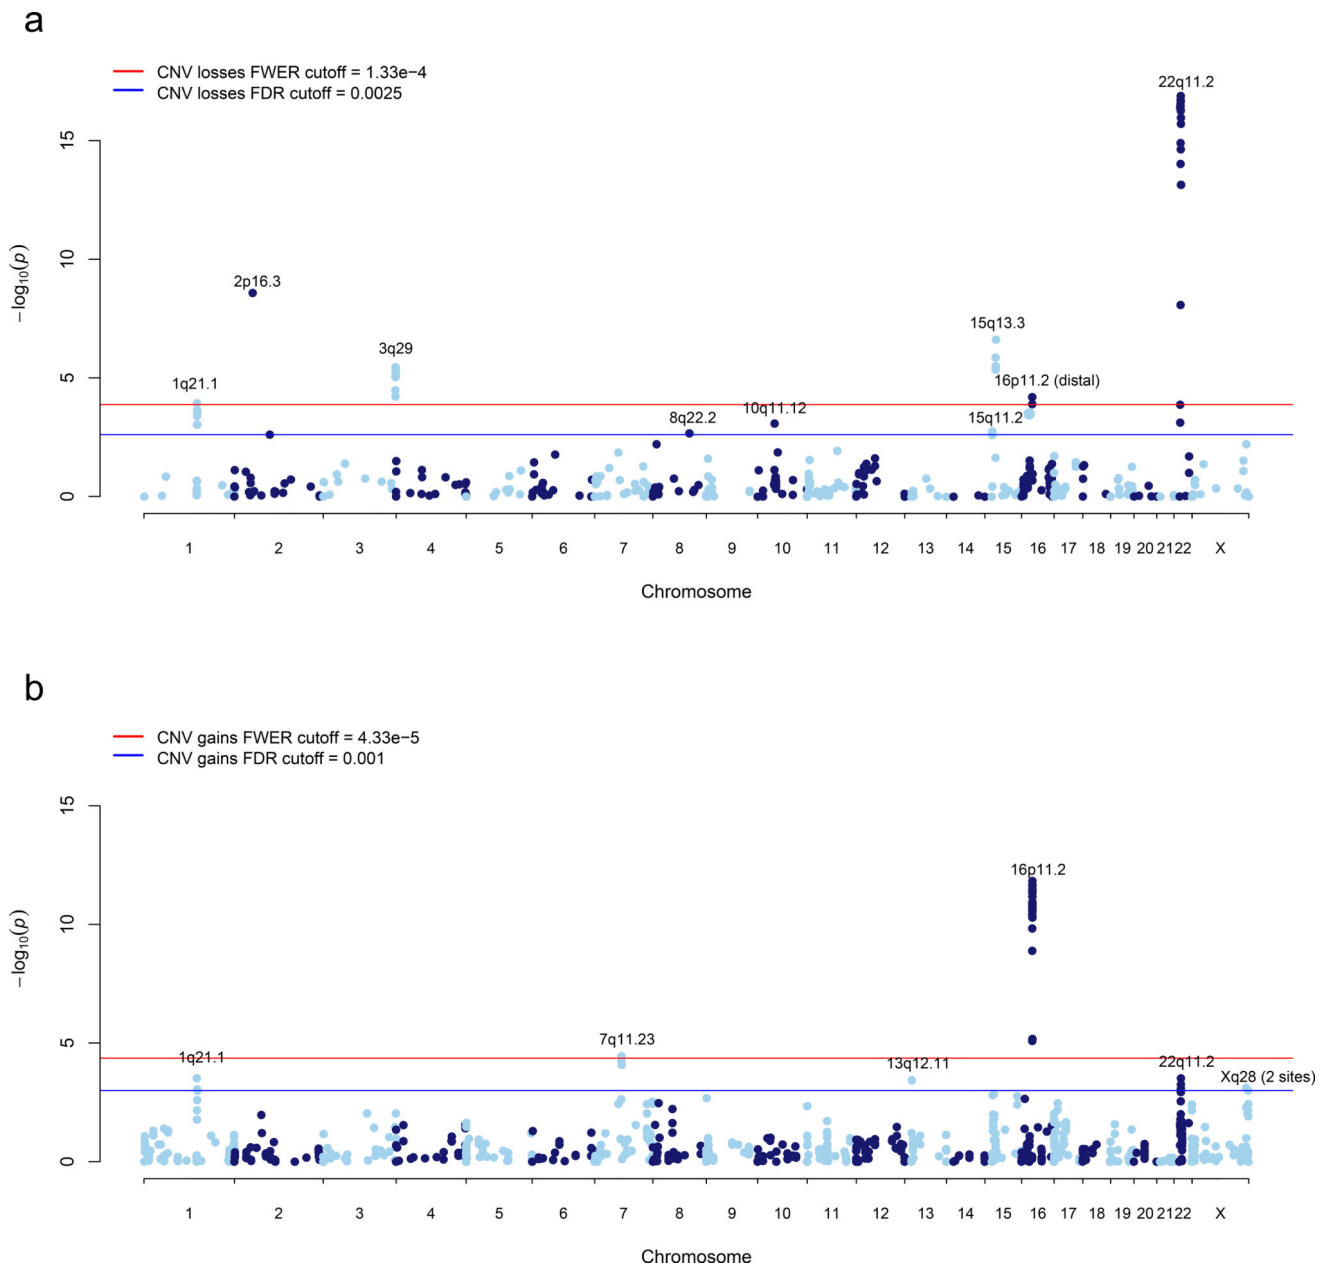 a
CNV losses FWER cutoff = 1.33e−4
CNV losses FDR cutoff = 0.0025
22q11.2
2p16.3
15q13.3
3q29
1q21.1
16p11.2 (distal)
10q11.12
8q22.2
15q11.2
−log10(p)
15
10
5
0
1 2 3 4 5 6 7 8 9 10 11 12 13 14 15 16 17 18 19 20 21 22 X
Chromosome
b
CNV gains FWER cutoff = 4.33e−5
CNV gains FDR cutoff = 0.001
16p11.2
7q11.23
1q21.1
13q12.11
22q11.2
Xq28 (2 sites)
−log10(p)
15
10
5
0
1 2 3 4 5 6 7 8 9 10 11 12 13 14 15 16 17 18 19 20 21 22 X
Chromosome